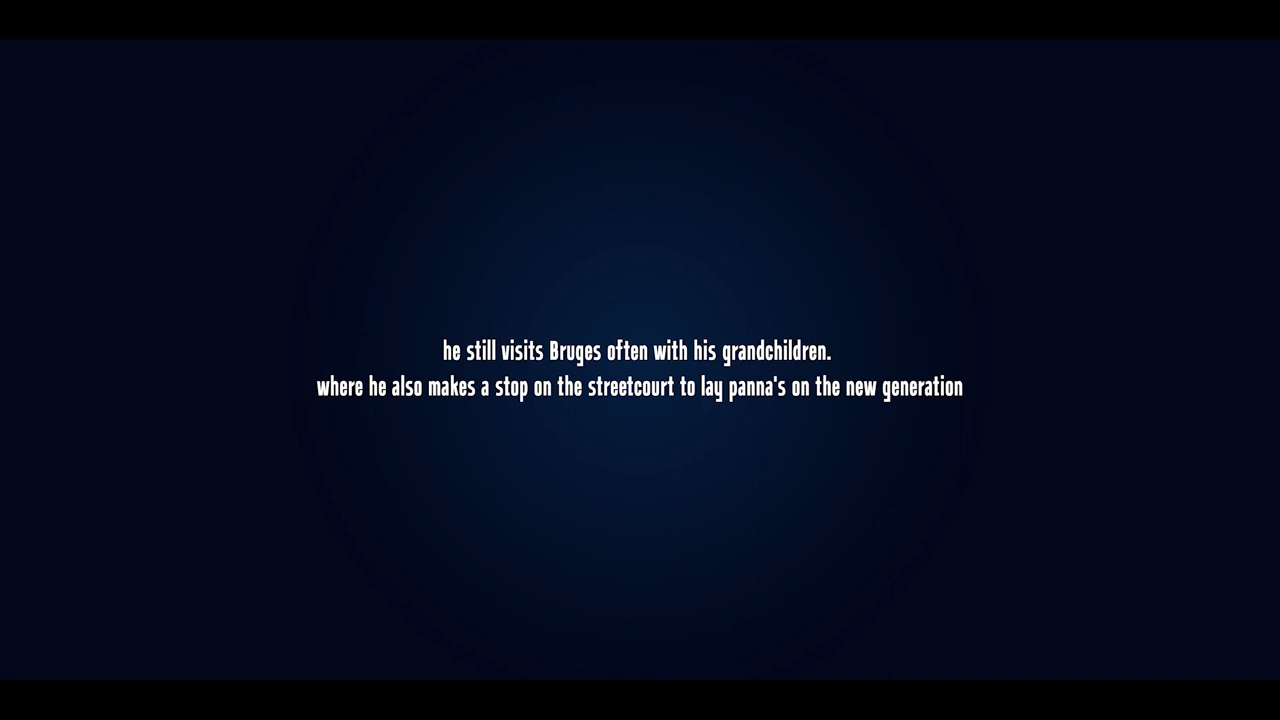 he still visits Bruges often with his grandchildren.
where he also makes a stop on the streetcourt to lay panna's on the new generation